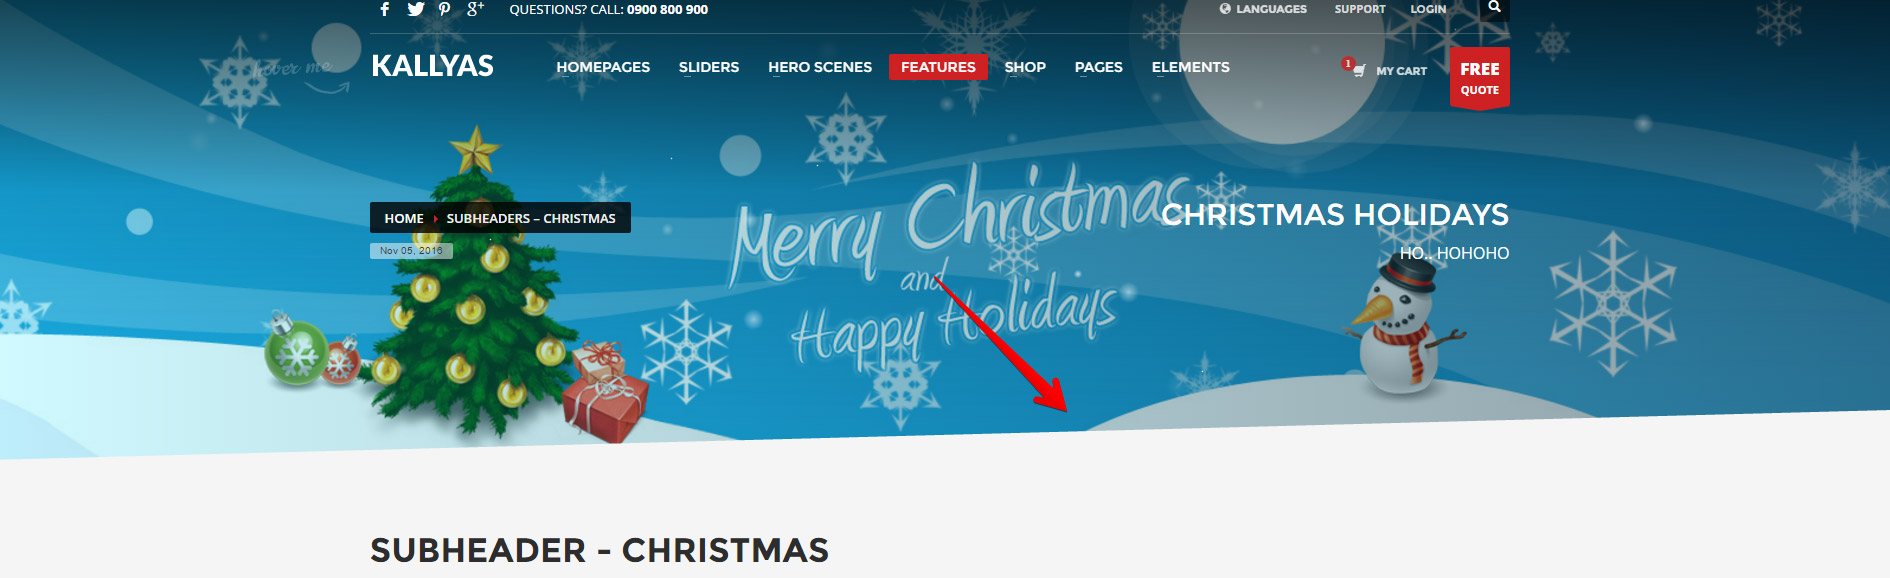 QUESTIONS? CALL: 0900 800 900
LANGUAGES SUPPORT LOGIN
KALLYAS
hover me
HOMEPAGES SLIDERS HERO SCENES FEATURES SHOP PAGES ELEMENTS
1 MY CART
FREE
QUOTE
HOME SUBHEADERS – CHRISTMAS
Nov 05, 2016
Merry Christmas
and
Happy Holidays
CHRISTMAS HOLIDAYS
HO.. HOHOHO
SUBHEADER - CHRISTMAS